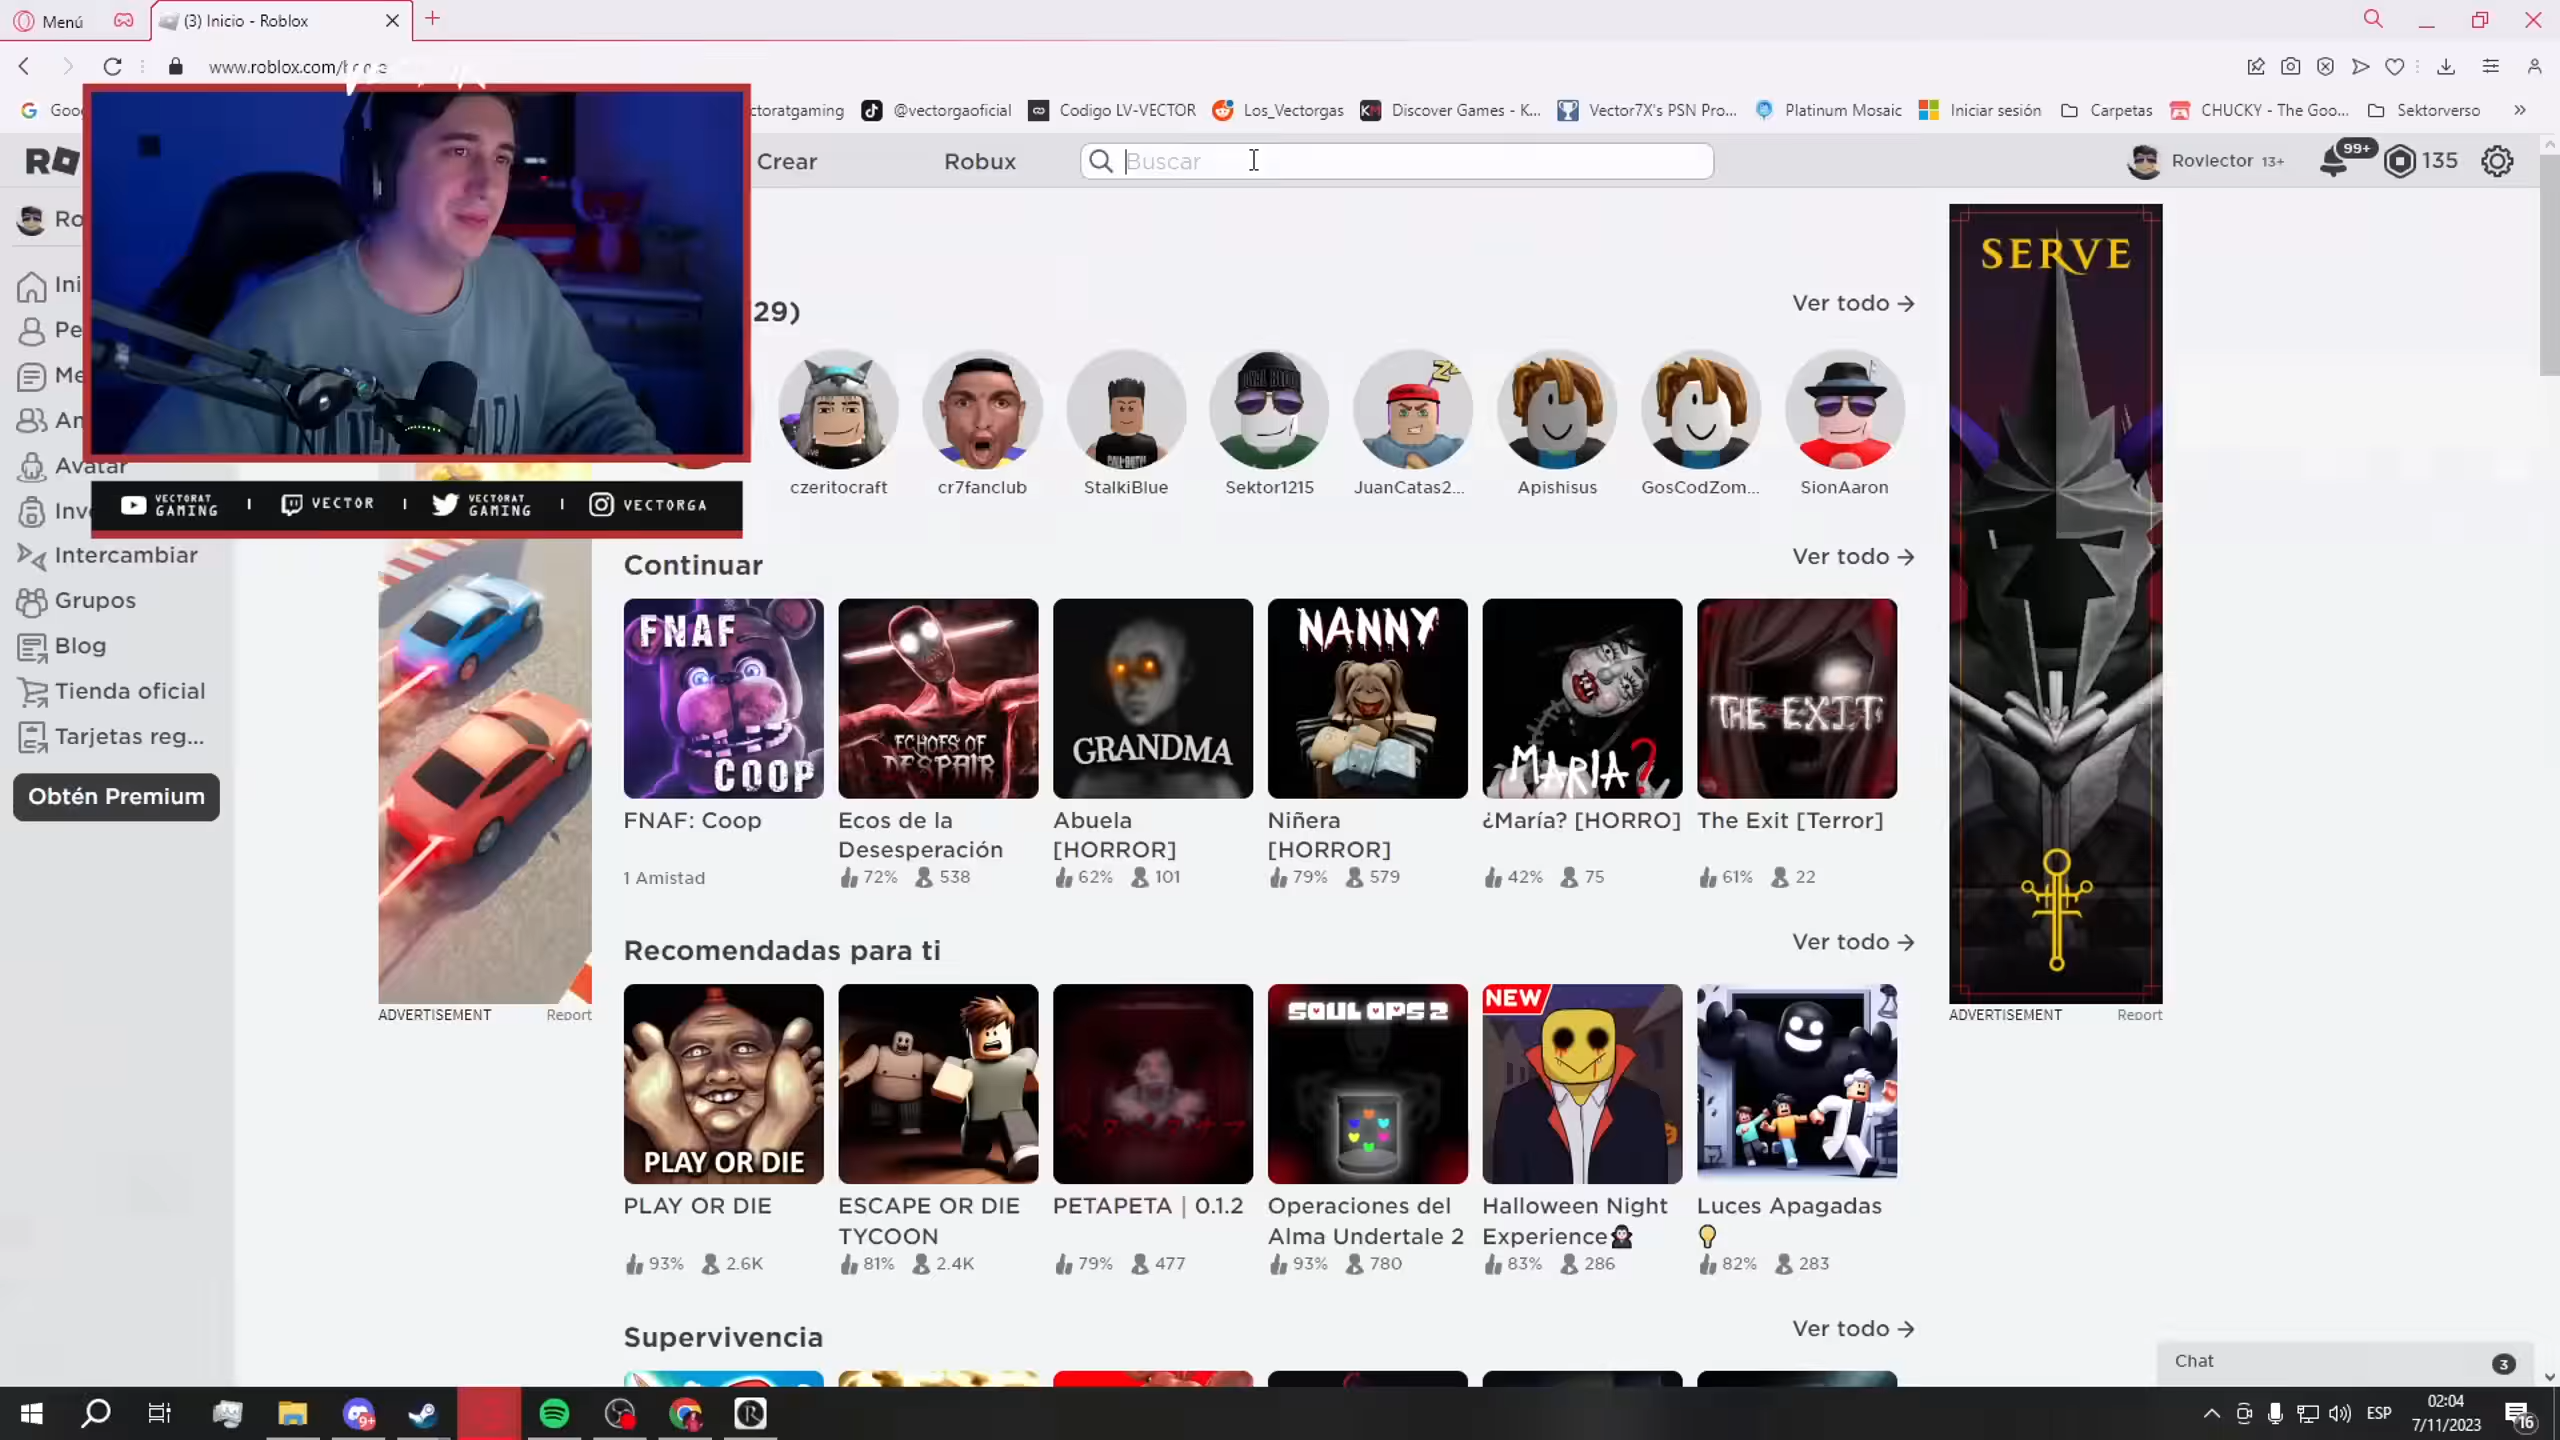 Menú
(3) Inicio - Roblox
www.roblox.com/
@vectorgaoficial
Codigo LV-VECTOR
Los_Vectorgas
Discover Games - K...
Vector7X's PSN Pro...
Platinum Mosaic
Iniciar sesión
Carpetas
CHUCKY - The Goo...
Sektorverso
Crear
Robux
Buscar
Rovlector 13+
99+
135
29)
Ver todo
Avatar
Intercambiar
Grupos
Blog
Tienda oficial
Tarjetas reg...
Obtén Premium
VECTORAT GAMING
VECTOR
VECTORAT GAMING
VECTORGA
czeritocraft
cr7fanclub
StalkiBlue
Sektor1215
JuanCatas2...
Apishisus
GosCodZom...
SionAaron
SERVE
Continuar
Ver todo
FNAF
COOP
ECHOES OF DESPAIR
GRANDMA
NANNY
MARIA?
THE EXIT
FNAF: Coop
1 Amistad
Ecos de la
Desesperación
72% 538
Abuela
[HORROR]
62% 101
Niñera
[HORROR]
79% 579
¿María? [HORRO]
42% 75
The Exit [Terror]
61% 22
Recomendadas para ti
Ver todo
ADVERTISEMENT
Report
ADVERTISEMENT
Report
PLAY OR DIE
SOUL OPS 2
NEW
PLAY OR DIE
93% 2.6K
ESCAPE OR DIE
TYCOON
81% 2.4K
PETAPETA | 0.1.2
79% 477
Operaciones del
Alma Undertale 2
93% 780
Halloween Night
Experience
83% 286
Luces Apagadas
82% 283
Supervivencia
Ver todo
Chat
3
ESP
02:04
7/11/2023
16